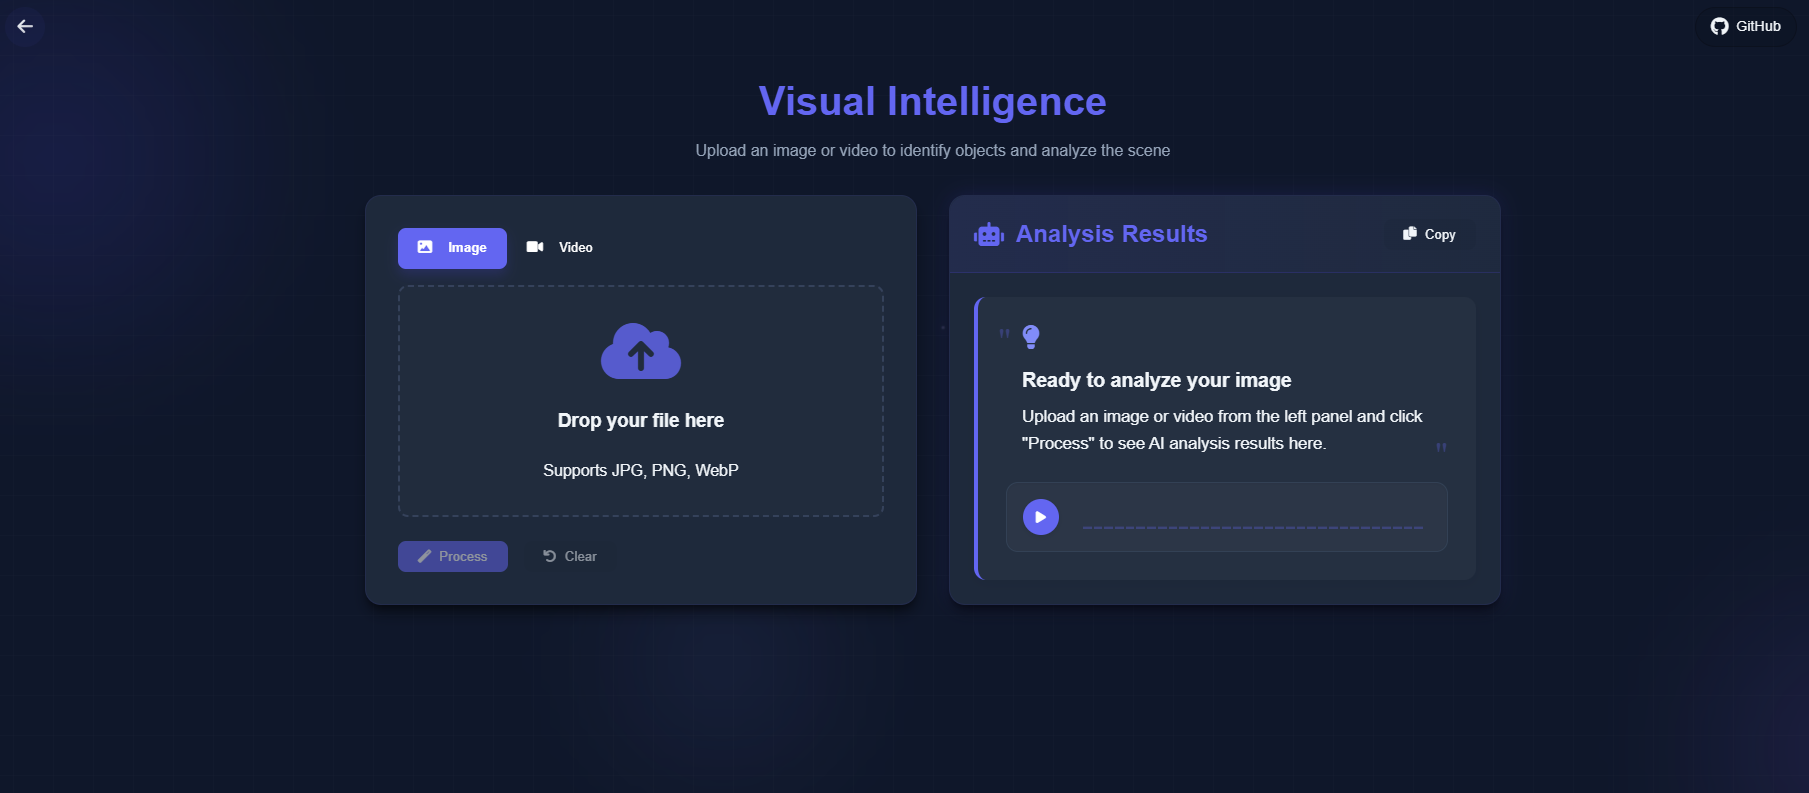 GitHub
Visual Intelligence
Upload an image or video to identify objects and analyze the scene
Image
Video
Drop your file here
Supports JPG, PNG, WebP
Process
Clear
Analysis Results
Copy
"
Ready to analyze your image
Upload an image or video from the left panel and click
"Process" to see AI analysis results here.
"